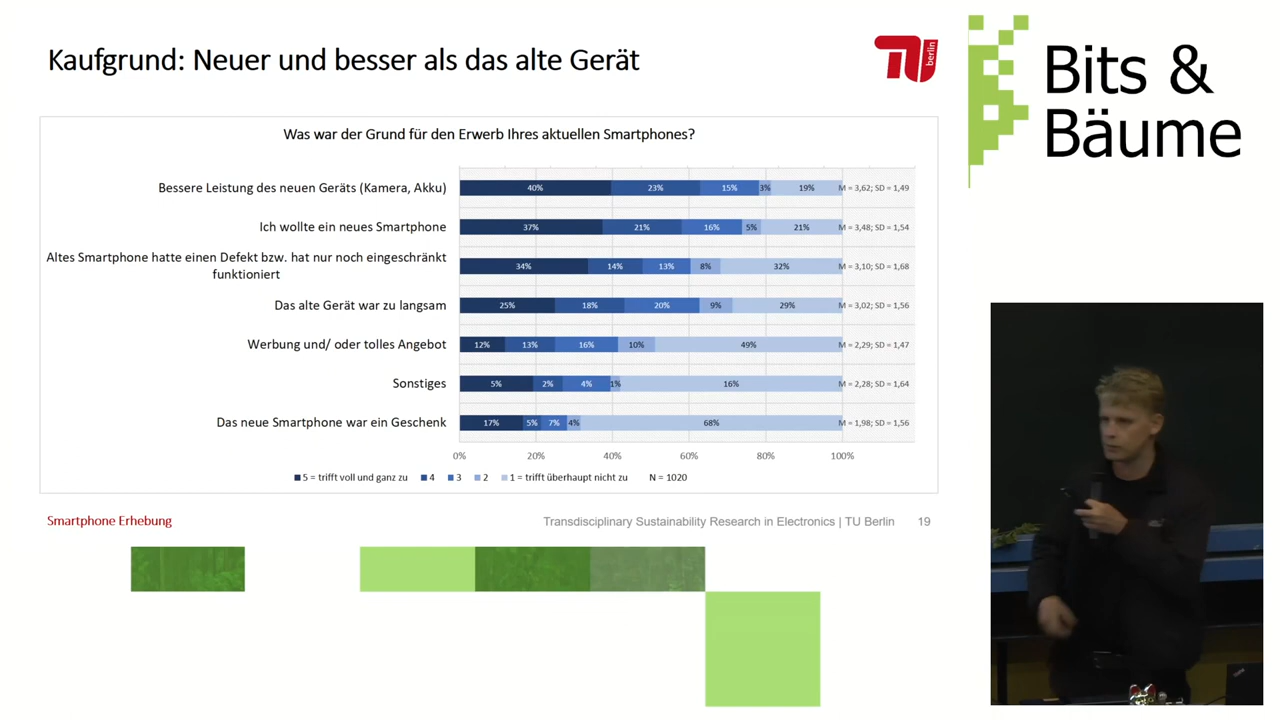 Kaufgrund: Neuer und besser als das alte Gerät
TU berlin
Bits &
Bäume
Was war der Grund für den Erwerb Ihres aktuellen Smartphones?
Bessere Leistung des neuen Geräts (Kamera, Akku) 40% 23% 15% 3% 19% M = 3,62; SD = 1,49
Ich wollte ein neues Smartphone 37% 21% 16% 5% 21% M = 3,48; SD = 1,54
Altes Smartphone hatte einen Defekt bzw. hat nur noch eingeschränkt
funktioniert 34% 14% 13% 8% 32% M = 3,10; SD = 1,68
Das alte Gerät war zu langsam 25% 18% 20% 9% 29% M = 3,02; SD = 1,56
Werbung und/ oder tolles Angebot 12% 13% 16% 10% 49% M = 2,29; SD = 1,47
Sonstiges 5% 2% 4% 1% 16% M = 2,28; SD = 1,64
Das neue Smartphone war ein Geschenk 17% 5% 7% 4% 68% M = 1,98; SD = 1,56
0% 20% 40% 60% 80% 100%
5 = trifft voll und ganz zu 4 3 2 1 = trifft überhaupt nicht zu N = 1020
Smartphone Erhebung Transdisciplinary Sustainability Research in Electronics | TU Berlin 19